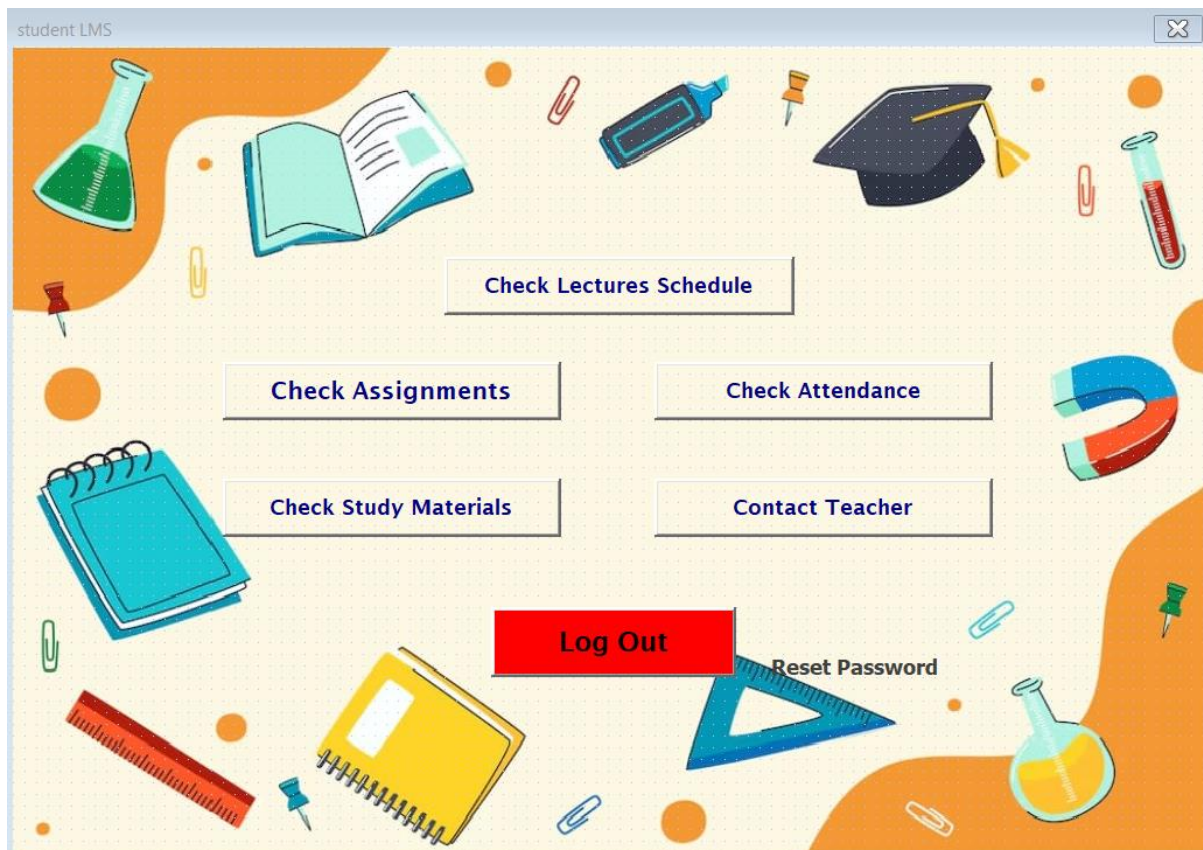 student LMS
Check Lectures Schedule
Check Assignments
Check Attendance
Check Study Materials
Contact Teacher
Log Out
Reset Password